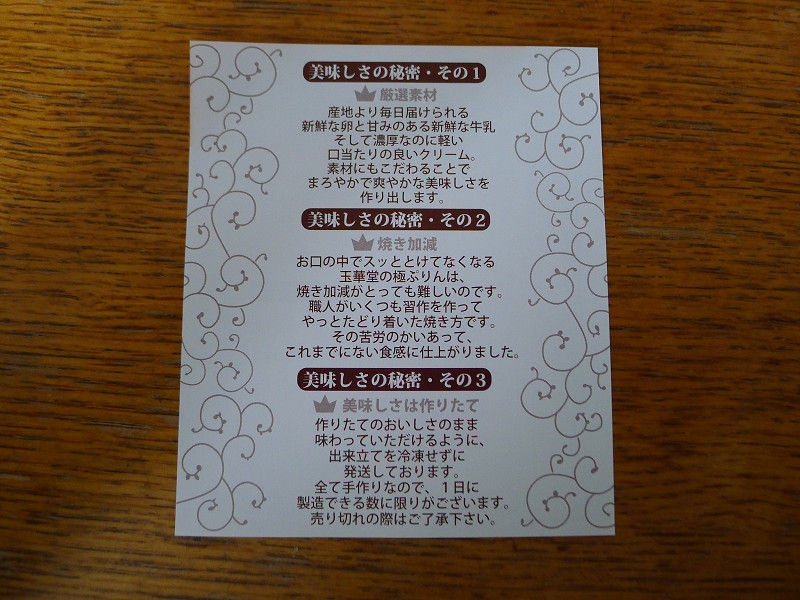 美味しさの秘密・その１
厳選素材
産地より毎日届けられる
新鮮な卵と甘みのある新鮮な牛乳
そして濃厚なのに軽い
口当たりの良いクリーム。
素材にもこだわることで
まろやかで爽やかな美味しさを
作り出します。
美味しさの秘密・その２
焼き加減
お口の中でスッととけてなくなる
玉華堂の極ぷりんは、
焼き加減がとっても難しいのです。
職人がいくつも習作を作って
やっとたどり着いた焼き方です。
その苦労のかいあって、
これまでにない食感に仕上がりました。
美味しさの秘密・その３
美味しさは作りたて
作りたてのおいしさのまま
味わっていただけるように、
出来立てを冷凍せずに
発送しております。
全て手作りなので、１日に
製造できる数に限りがございます。
売り切れの際はご了承下さい。